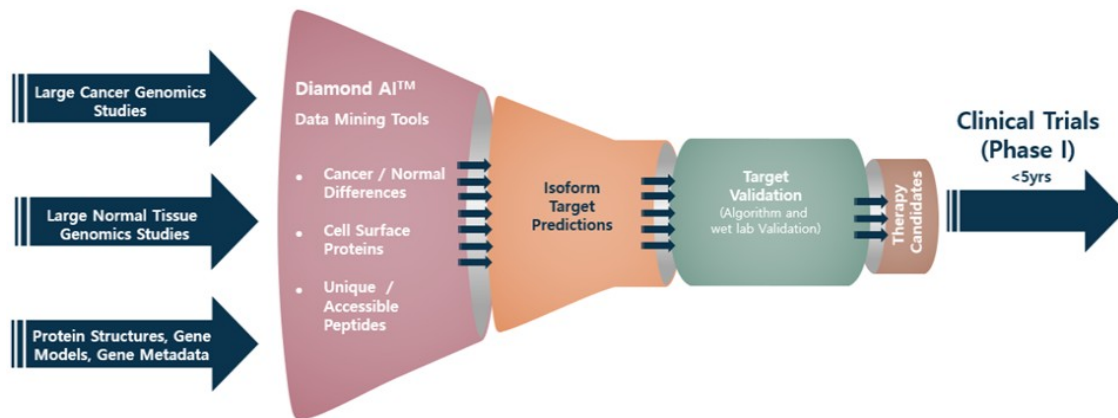 Large Cancer Genomics
Studies
Large Normal Tissue
Genomics Studies
Protein Structures, Gene
Models, Gene Metadata
Diamond AI™
Data Mining Tools
• Cancer / Normal
Differences
• Cell Surface
Proteins
• Unique /
Accessible
Peptides
Isoform
Target
Predictions
Target
Validation
(Algorithm and
wet lab Validation)
Therapy
Candidates
Clinical Trials
(Phase I)
<5yrs